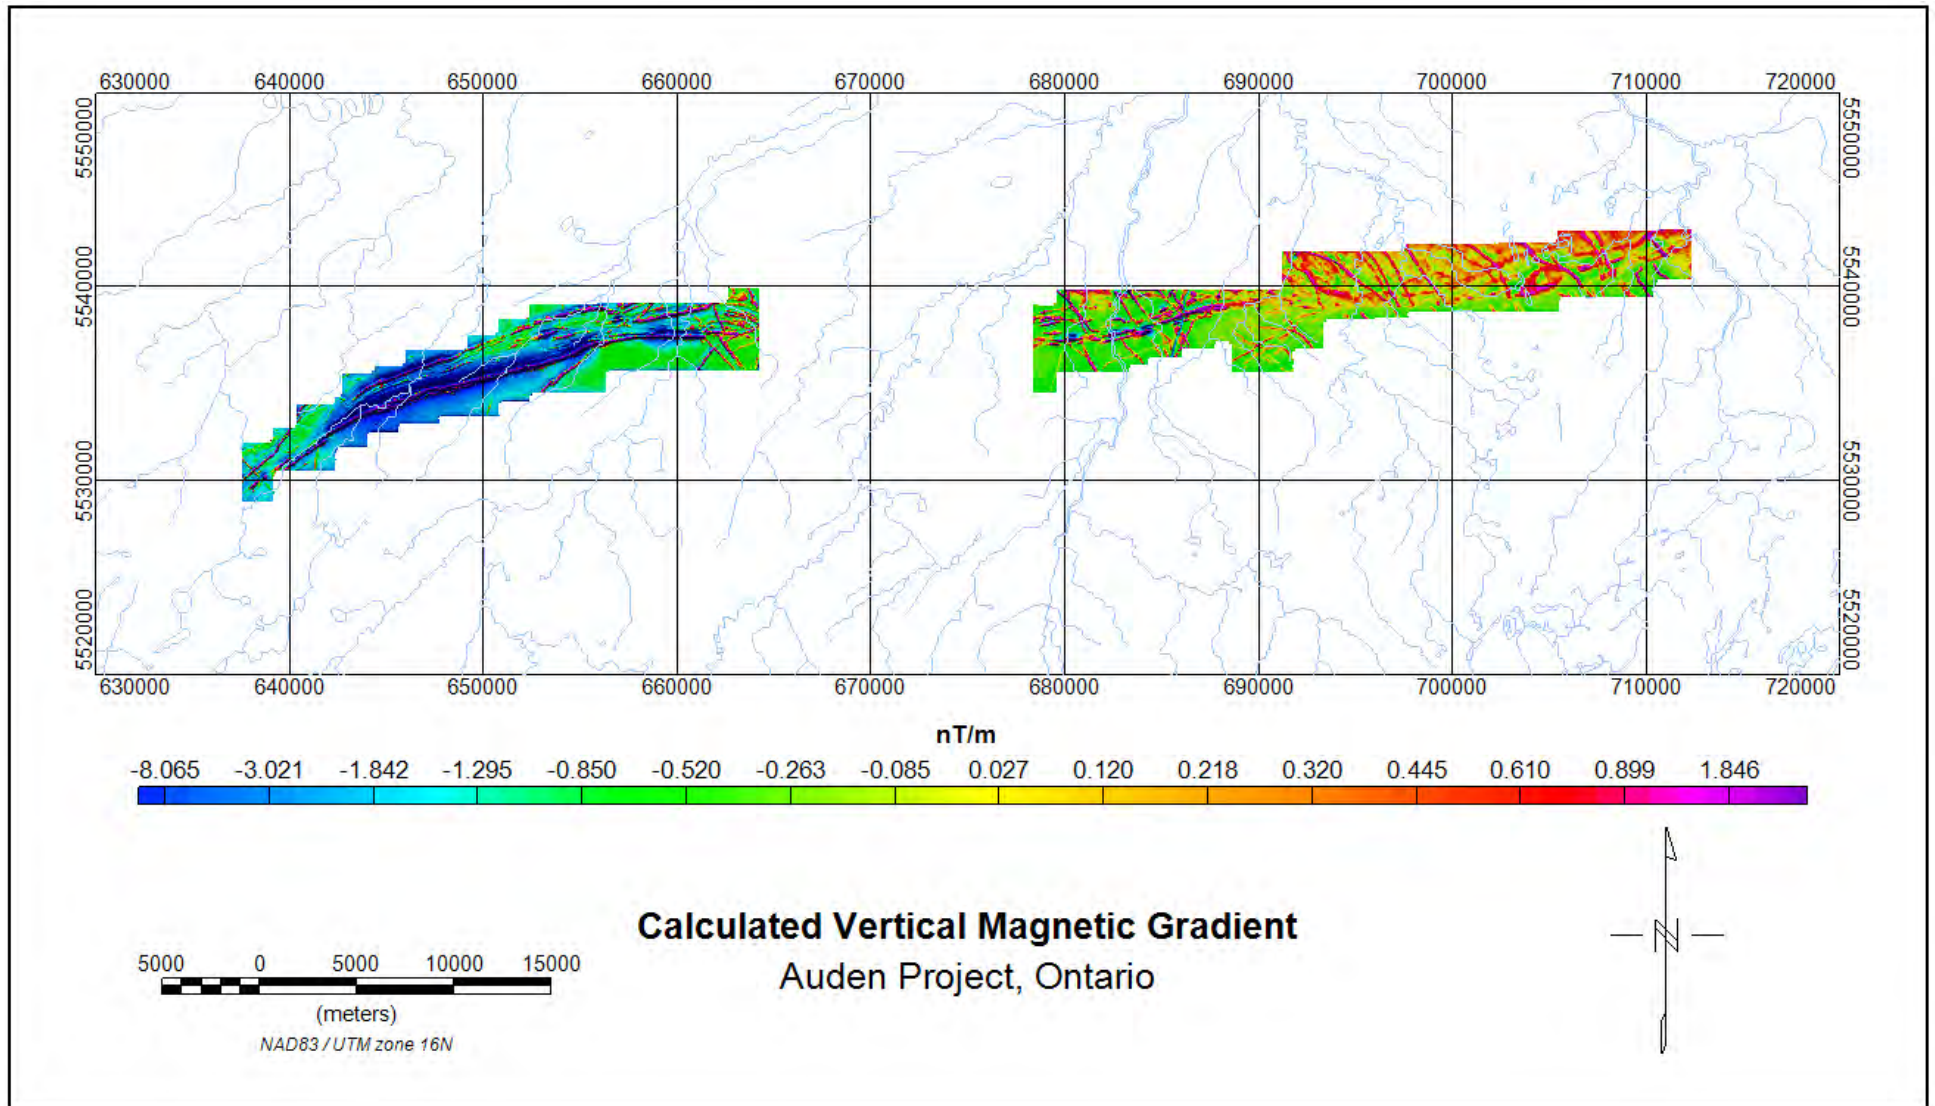 630000 640000 650000 660000 670000 680000 690000 700000 710000 720000
5550000 5550000
5540000 5540000
5530000 5530000
5520000 5520000
630000 640000 650000 660000 670000 680000 690000 700000 710000 720000
nT/m
-8.065 -3.021 -1.842 -1.295 -0.850 -0.520 -0.263 -0.085 0.027 0.120 0.218 0.320 0.445 0.610 0.899 1.846
Calculated Vertical Magnetic Gradient
Auden Project, Ontario
5000 0 5000 10000 15000
(meters)
NAD83 / UTM zone 16N
N